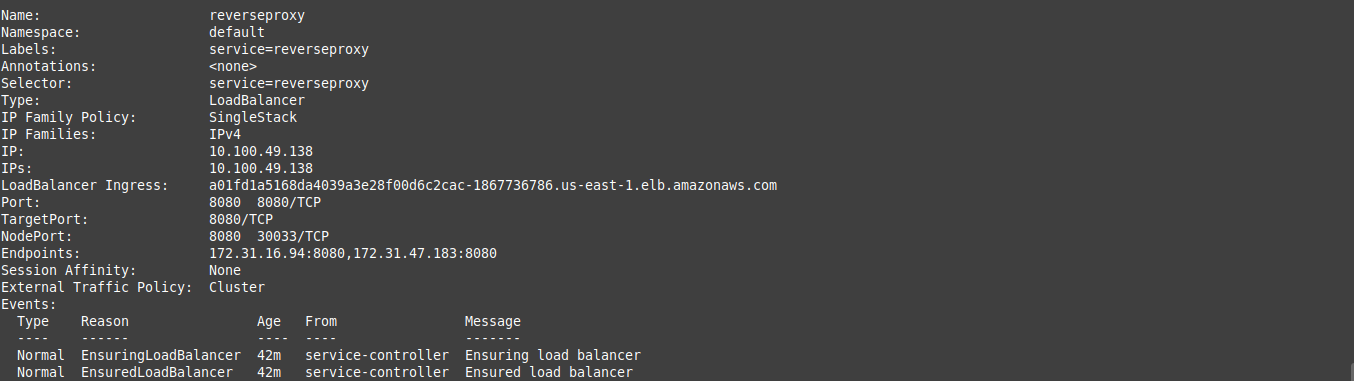 Name:                     reverseproxy
Namespace:                default
Labels:                   service=reverseproxy
Annotations:              <none>
Selector:                 service=reverseproxy
Type:                     LoadBalancer
IP Family Policy:         SingleStack
IP Families:              IPv4
IP:                       10.100.49.138
IPs:                      10.100.49.138
LoadBalancer Ingress:     a01fd1a5168da4039a3e28f00d6c2cac-1867736786.us-east-1.elb.amazonaws.com
Port:                     8080  8080/TCP
TargetPort:               8080/TCP
NodePort:                 8080  30033/TCP
Endpoints:                172.31.16.94:8080,172.31.47.183:8080
Session Affinity:         None
External Traffic Policy:  Cluster
Events:
  Type    Reason                Age   From                Message
  ----    ------                ----  ----                -------
  Normal  EnsuringLoadBalancer  42m   service-controller  Ensuring load balancer
  Normal  EnsuredLoadBalancer   42m   service-controller  Ensured load balancer